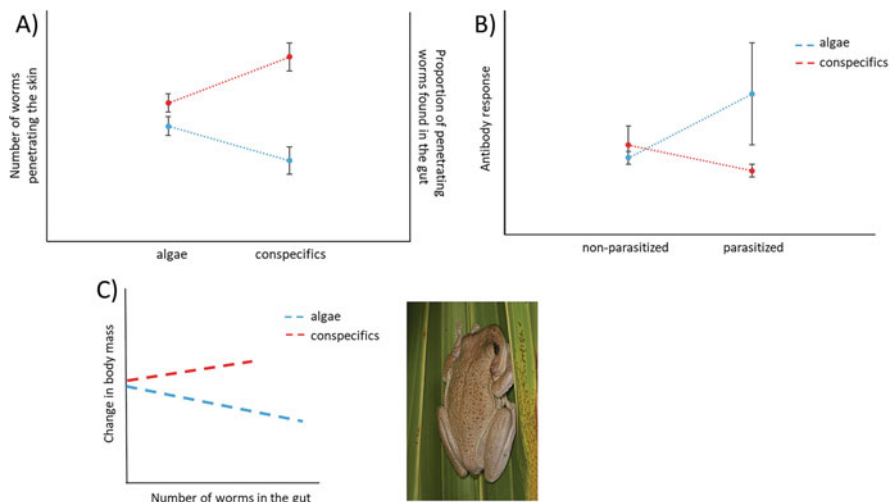 A)
Number of worms
penetrating the skin
Proportion of penetrating
worms found in the gut
algae
conspecifics
B)
algae
conspecifics
Antibody response
non-parasitized
parasitized
C)
algae
conspecifics
Change in body mass
Number of worms in the gut